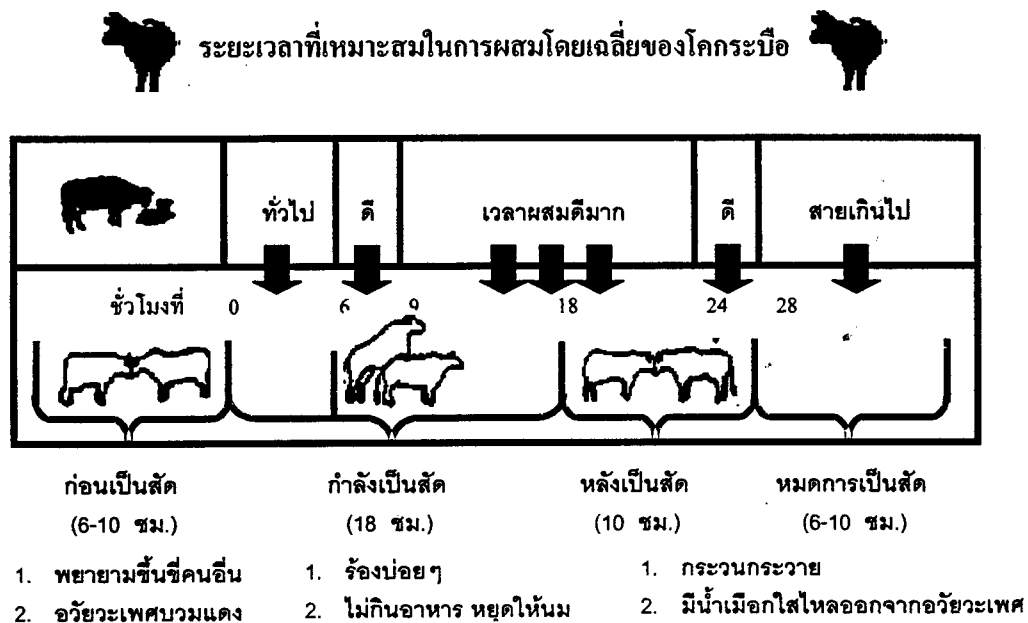 ระยะเวลาที่เหมาะสมในการผสมโดยเฉลี่ยของโคกระบือ
ทั่วไป ดี เวลาผสมดีมาก ดี สายเกินไป
ชั่วโมงที่ 0 6 9 18 24 28
ก่อนเป็นสัด กำลังเป็นสัด หลังเป็นสัด หมดการเป็นสัด
(6-10 ชม.) (18 ชม.) (10 ชม.) (6-10 ชม.)
1. พยายามขึ้นขี่คนอื่น 1. ร้องบ่อยๆ 1. กระวนกระวาย
2. อวัยวะเพศบวมแดง 2. ไม่กินอาหาร หยุดให้นม 2. มีน้ำเมือกใสไหลออกจากอวัยวะเพศ